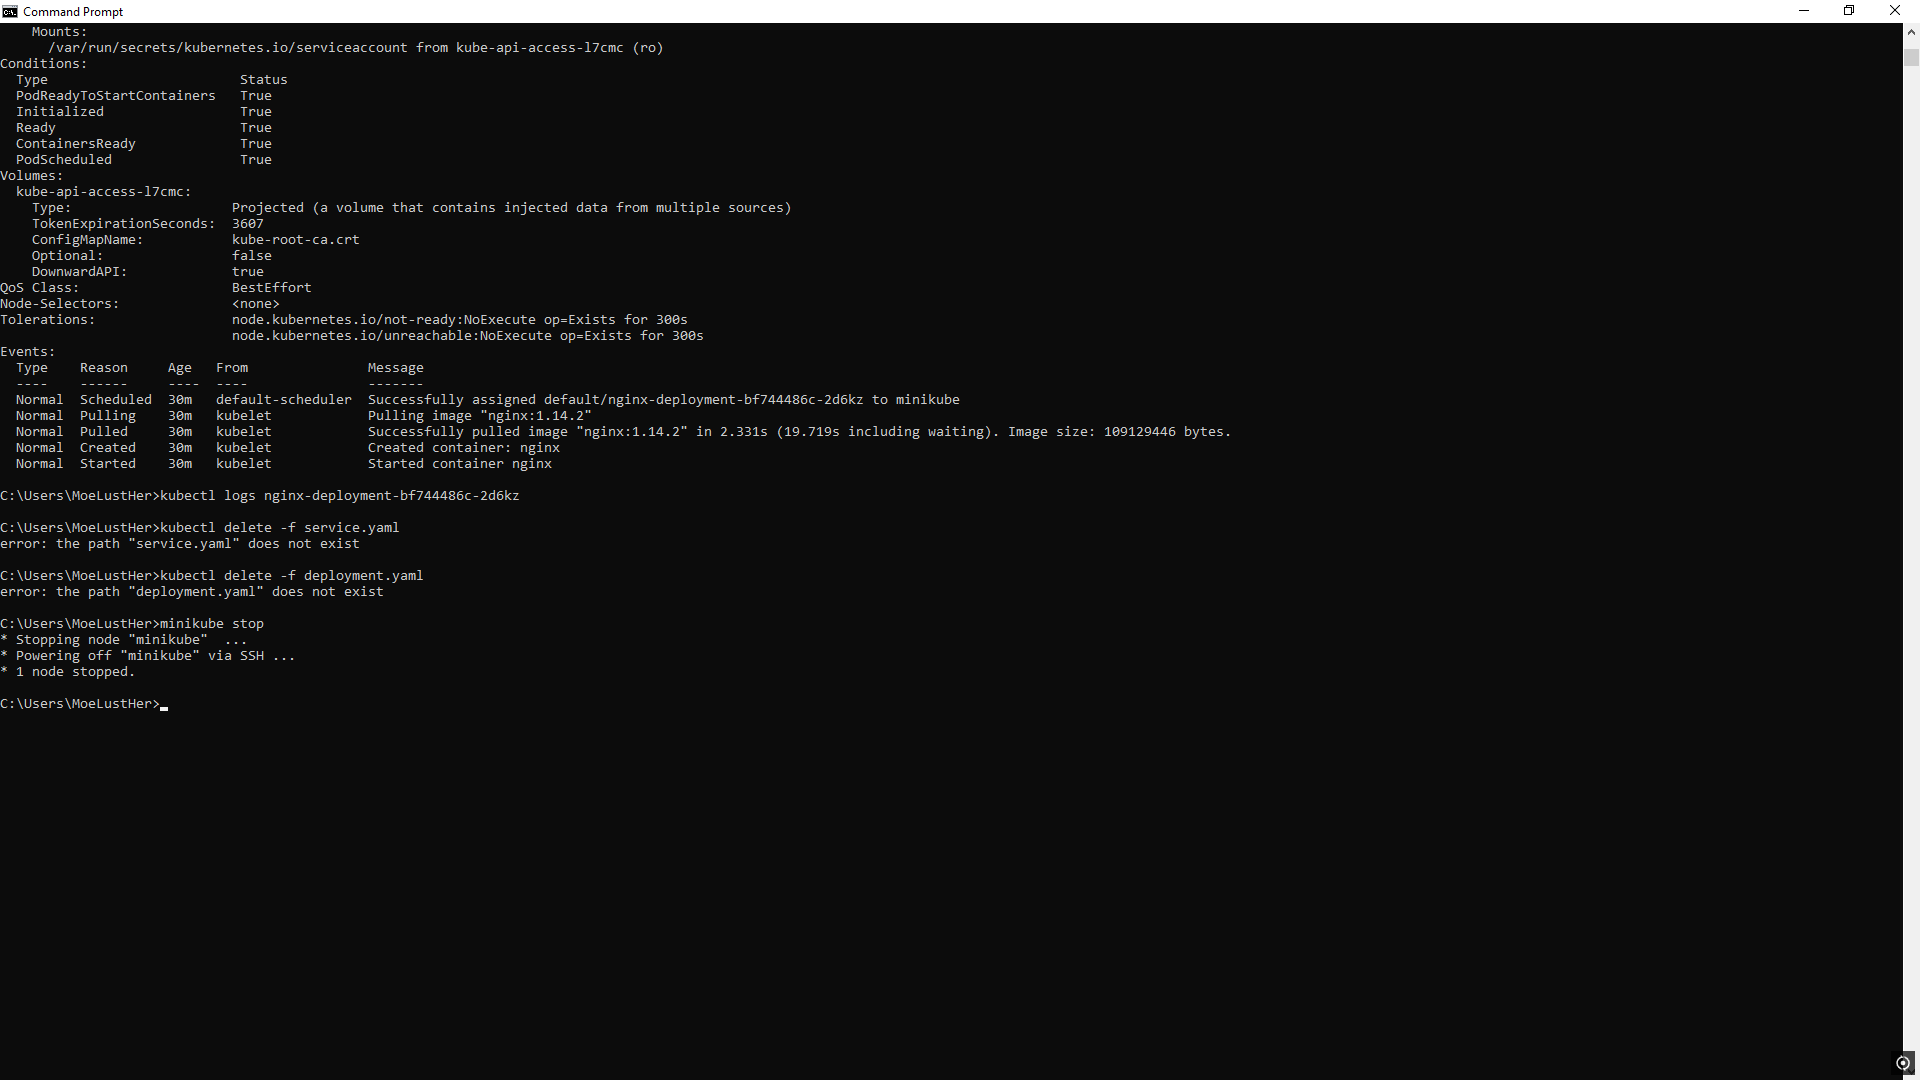 Command Prompt
    Mounts:
      /var/run/secrets/kubernetes.io/serviceaccount from kube-api-access-l7cmc (ro)
Conditions:
  Type                        Status
  PodReadyToStartContainers   True
  Initialized                 True
  Ready                       True
  ContainersReady             True
  PodScheduled                True
Volumes:
  kube-api-access-l7cmc:
    Type:                    Projected (a volume that contains injected data from multiple sources)
    TokenExpirationSeconds:  3607
    ConfigMapName:           kube-root-ca.crt
    Optional:                false
    DownwardAPI:             true
QoS Class:                   BestEffort
Node-Selectors:              <none>
Tolerations:                 node.kubernetes.io/not-ready:NoExecute op=Exists for 300s
                             node.kubernetes.io/unreachable:NoExecute op=Exists for 300s
Events:
  Type    Reason     Age   From               Message
  ----    ------     ----  ----               -------
  Normal  Scheduled  30m   default-scheduler  Successfully assigned default/nginx-deployment-bf744486c-2d6kz to minikube
  Normal  Pulling    30m   kubelet            Pulling image "nginx:1.14.2"
  Normal  Pulled     30m   kubelet            Successfully pulled image "nginx:1.14.2" in 2.331s (19.719s including waiting). Image size: 109129446 bytes.
  Normal  Created    30m   kubelet            Created container: nginx
  Normal  Started    30m   kubelet            Started container nginx

C:\Users\MoeLustHer>kubectl logs nginx-deployment-bf744486c-2d6kz

C:\Users\MoeLustHer>kubectl delete -f service.yaml
error: the path "service.yaml" does not exist

C:\Users\MoeLustHer>kubectl delete -f deployment.yaml
error: the path "deployment.yaml" does not exist

C:\Users\MoeLustHer>minikube stop
* Stopping node "minikube"  ...
* Powering off "minikube" via SSH ...
* 1 node stopped.

C:\Users\MoeLustHer>